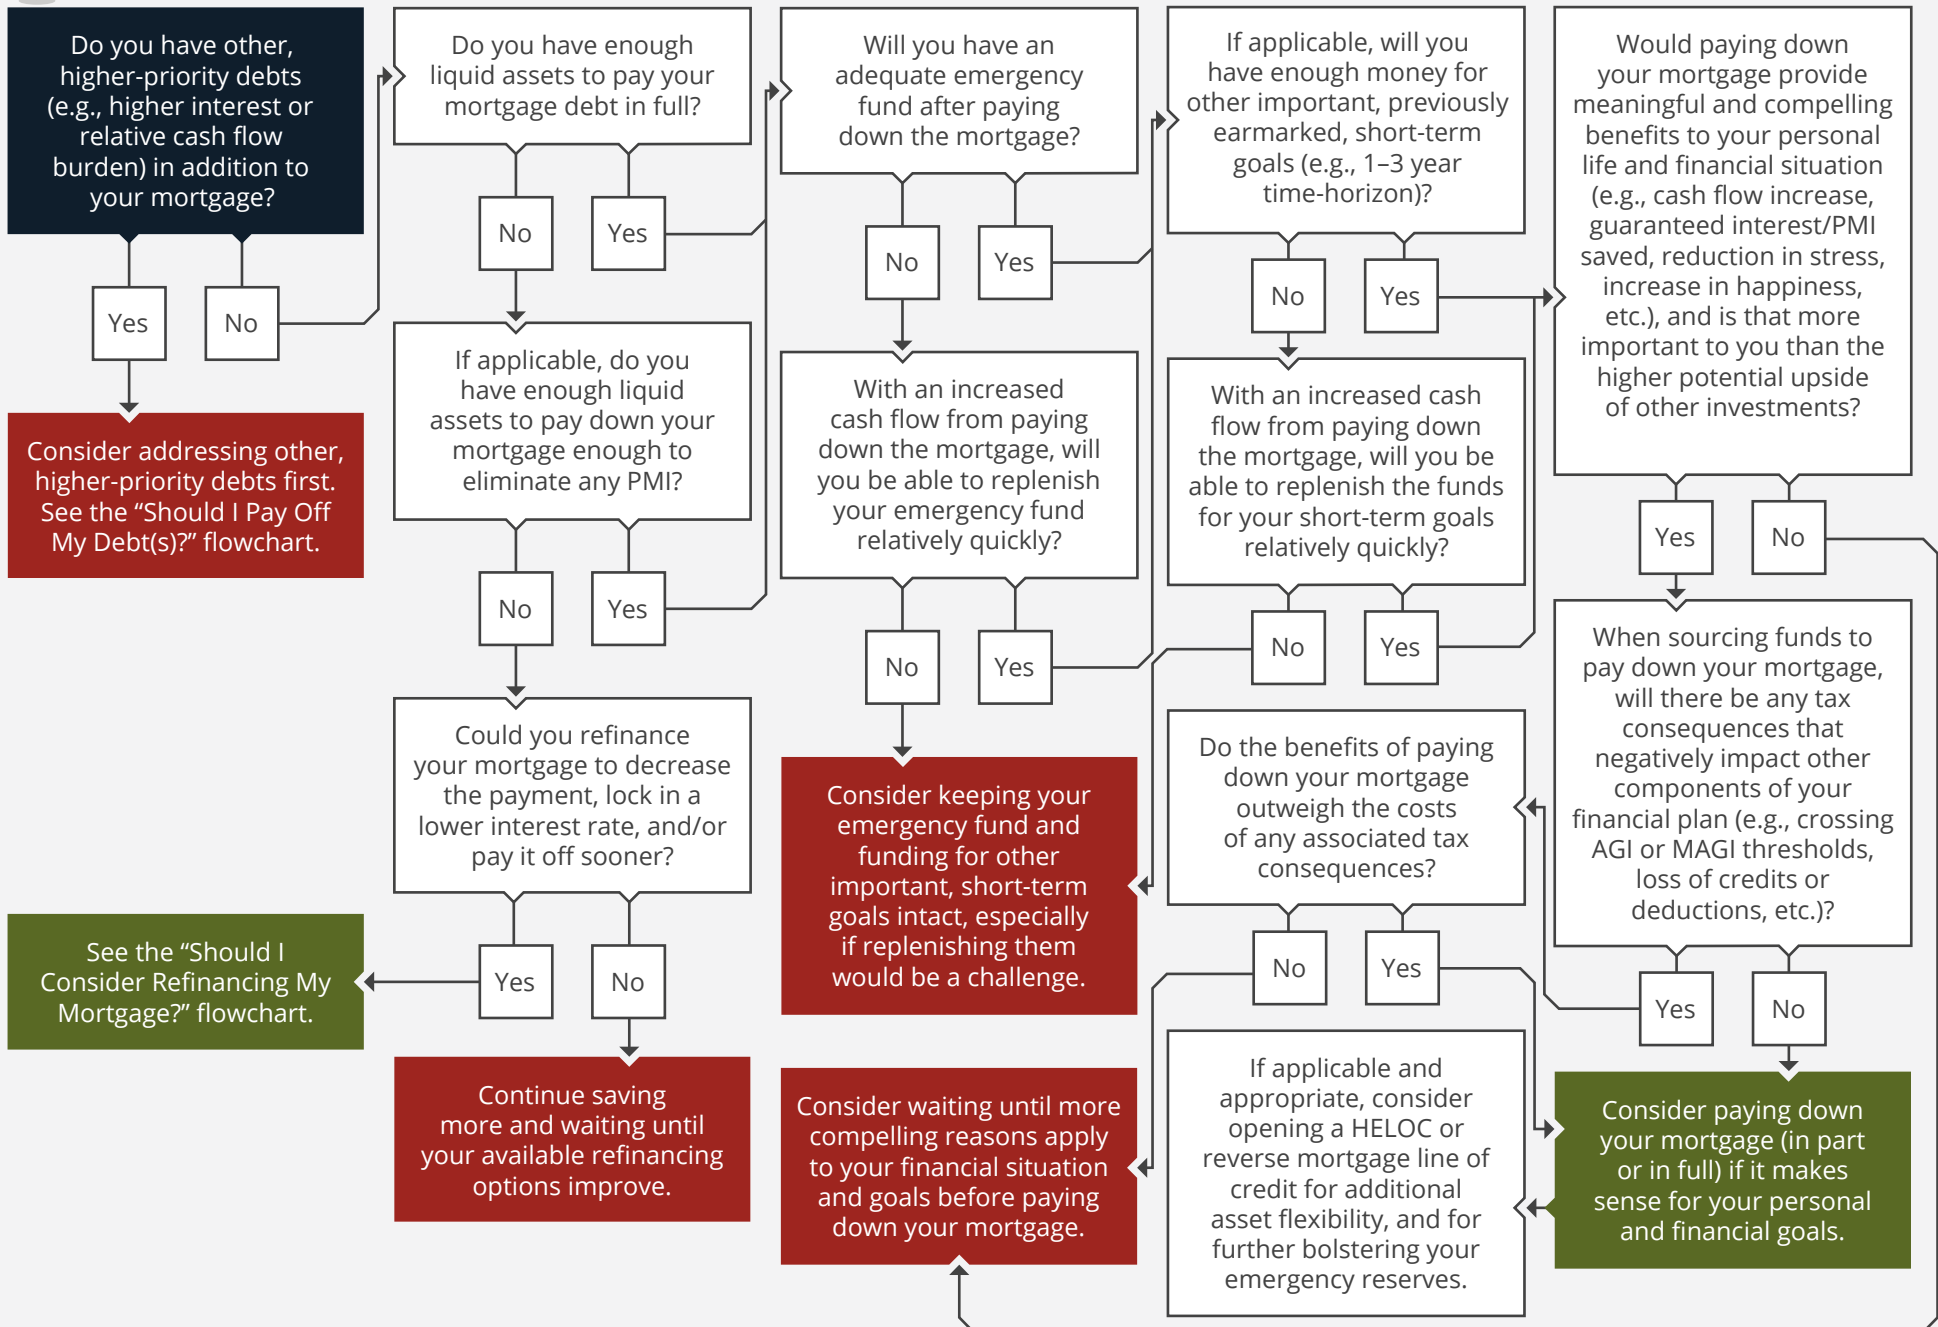 Do you have other,
higher-priority debts
(e.g., higher interest or
relative cash flow
burden) in addition to
your mortgage?
Yes
No
Consider addressing other,
higher-priority debts first.
See the “Should I Pay Off
My Debt(s)?” flowchart.
Do you have enough
liquid assets to pay your
mortgage debt in full?
No
Yes
If applicable, do you
have enough liquid
assets to pay down your
mortgage enough to
eliminate any PMI?
No
Yes
Could you refinance
your mortgage to decrease
the payment, lock in a
lower interest rate, and/or
pay it off sooner?
Yes
No
See the “Should I
Consider Refinancing My
Mortgage?” flowchart.
Continue saving
more and waiting until
your available refinancing
options improve.
Will you have an
adequate emergency
fund after paying
down the mortgage?
No
Yes
With an increased
cash flow from paying
down the mortgage, will
you be able to replenish
your emergency fund
relatively quickly?
No
Yes
Consider keeping your
emergency fund and
funding for other
important, short-term
goals intact, especially
if replenishing them
would be a challenge.
Consider waiting until more
compelling reasons apply
to your financial situation
and goals before paying
down your mortgage.
If applicable, will you
have enough money for
other important, previously
earmarked, short-term
goals (e.g., 1–3 year
time-horizon)?
No
Yes
With an increased cash
flow from paying down
the mortgage, will you be
able to replenish the funds
for your short-term goals
relatively quickly?
No
Yes
Do the benefits of paying
down your mortgage
outweigh the costs
of any associated tax
consequences?
No
Yes
If applicable and
appropriate, consider
opening a HELOC or
reverse mortgage line of
credit for additional
asset flexibility, and for
further bolstering your
emergency reserves.
Would paying down
your mortgage provide
meaningful and compelling
benefits to your personal
life and financial situation
(e.g., cash flow increase,
guaranteed interest/PMI
saved, reduction in stress,
increase in happiness,
etc.), and is that more
important to you than the
higher potential upside
of other investments?
Yes
No
When sourcing funds to
pay down your mortgage,
will there be any tax
consequences that
negatively impact other
components of your
financial plan (e.g., crossing
AGI or MAGI thresholds,
loss of credits or
deductions, etc.)?
Yes
No
Consider paying down
your mortgage (in part
or in full) if it makes
sense for your personal
and financial goals.